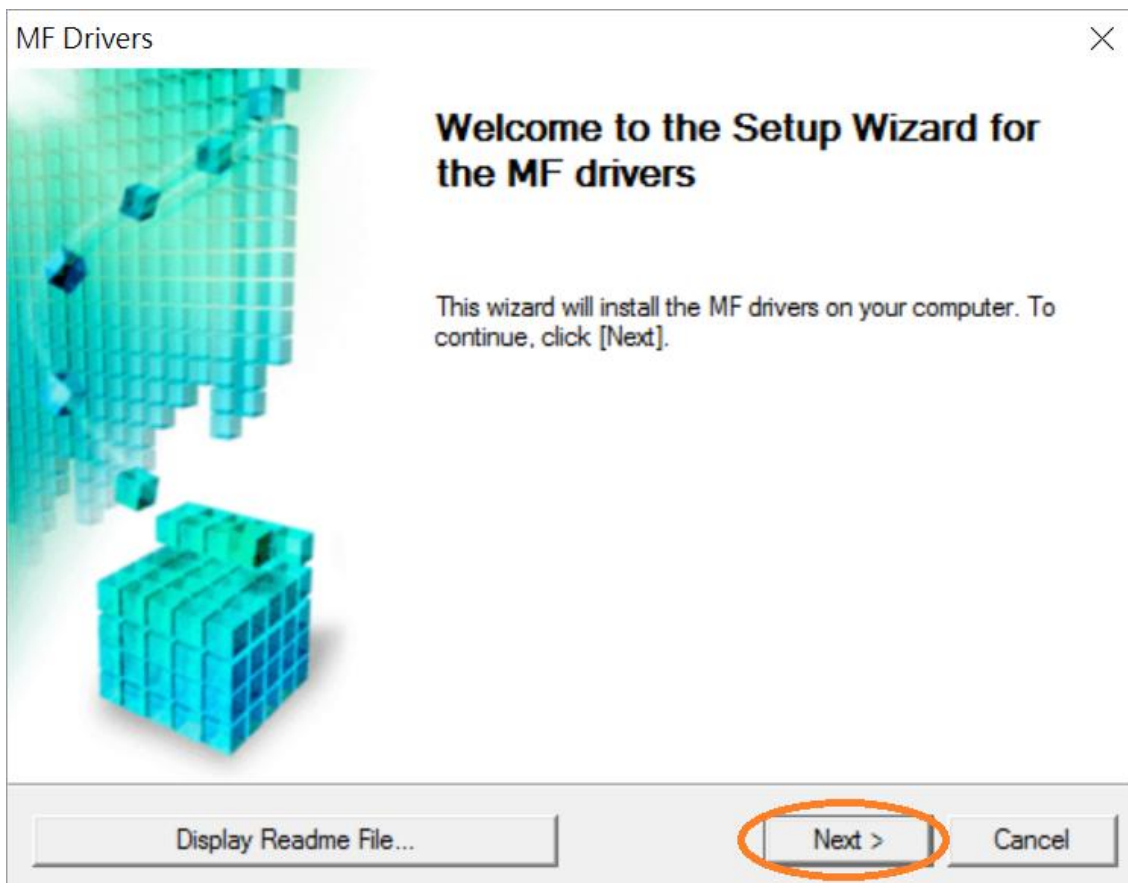 MF Drivers
Welcome to the Setup Wizard for
the MF drivers
This wizard will install the MF drivers on your computer. To
continue, click [Next].
Display Readme File...
Next >
Cancel